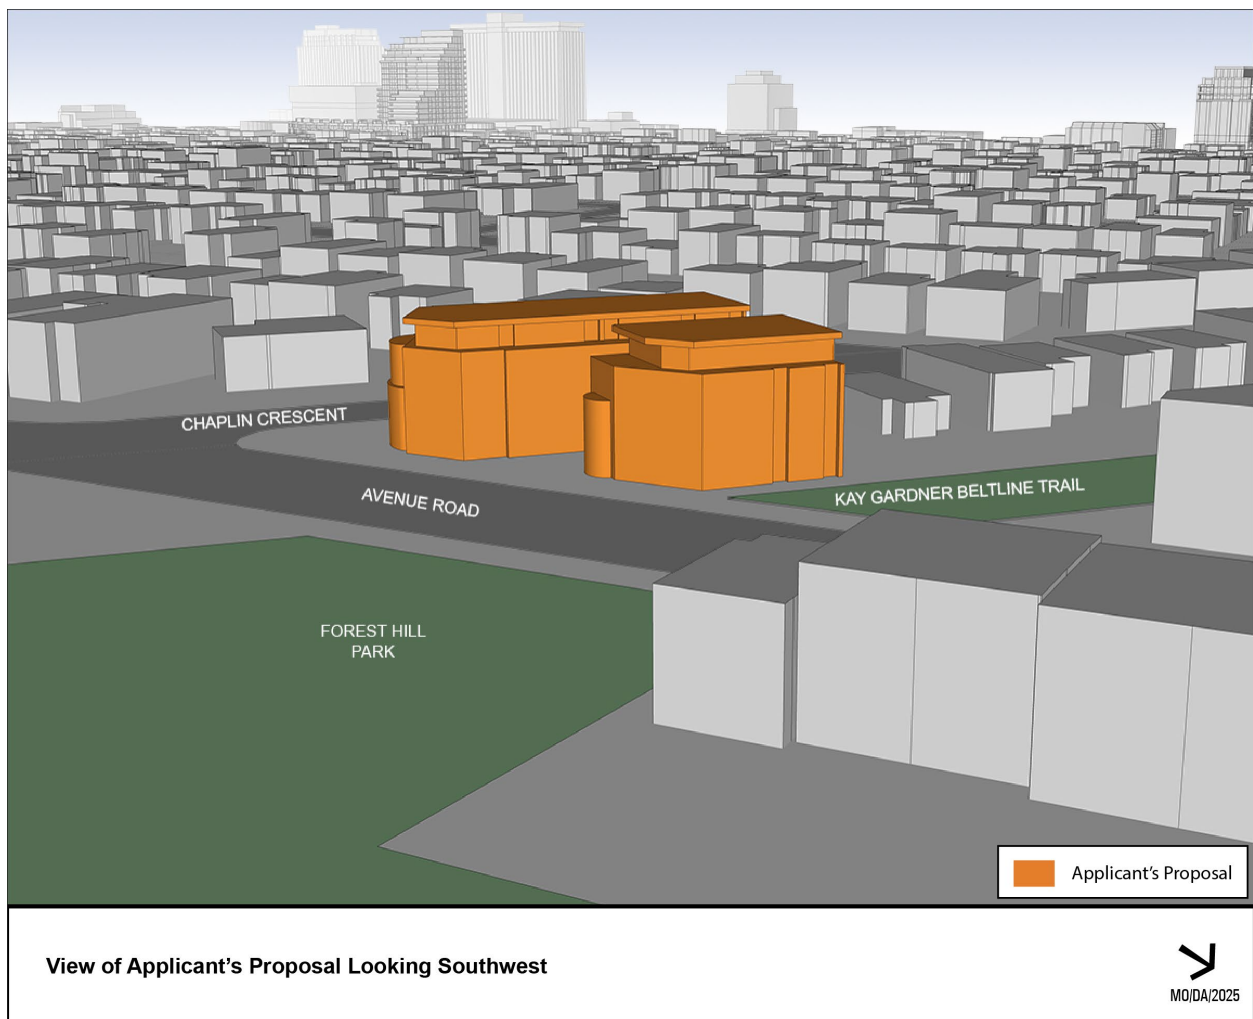 CHAPLIN CRESCENT
AVENUE ROAD
KAY GARDNER BELTLINE TRAIL
FOREST HILL
PARK
Applicant's Proposal
View of Applicant's Proposal Looking Southwest
MO/DA/2025